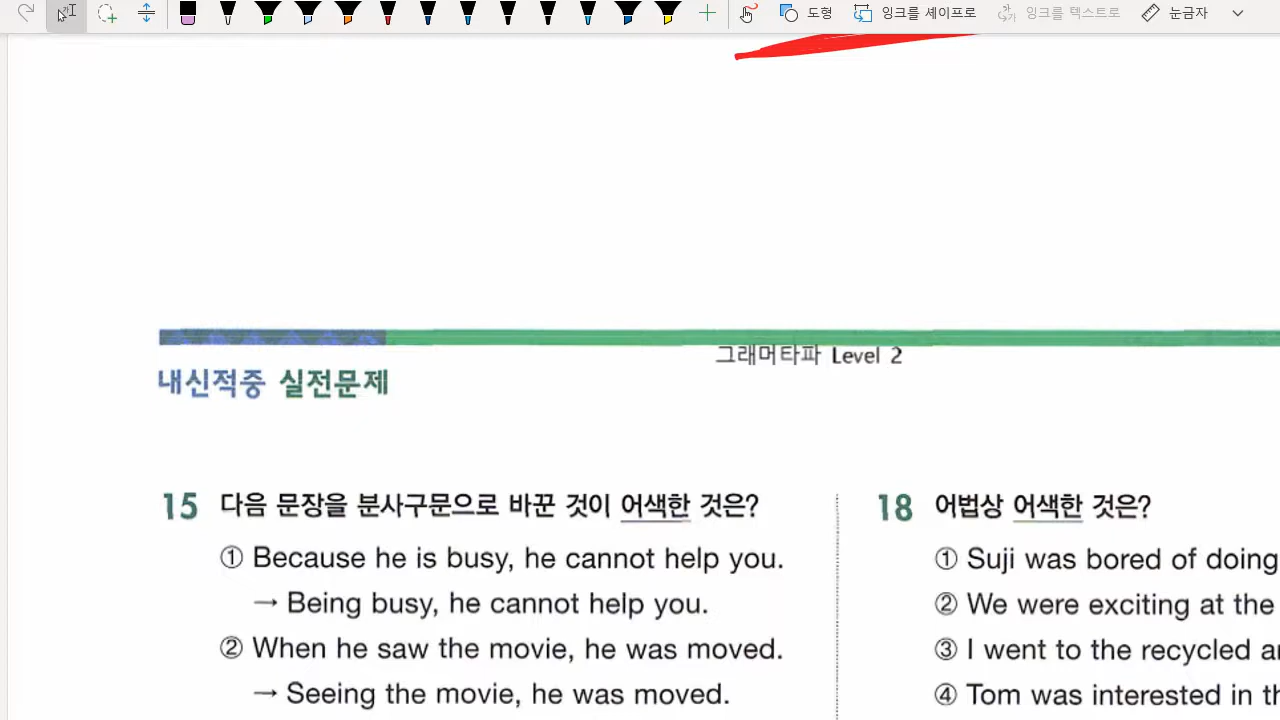 도형
잉크를 셰이프로
잉크를 텍스트로
눈금자
그래머타파 Level 2
내신적중 실전문제
15 다음 문장을 분사구문으로 바꾼 것이 어색한 것은?
① Because he is busy, he cannot help you.
→ Being busy, he cannot help you.
② When he saw the movie, he was moved.
→ Seeing the movie, he was moved.
18 어법상 어색한 것은?
① Suji was bored of doing
② We were exciting at the
③ I went to the recycled
④ Tom was interested in